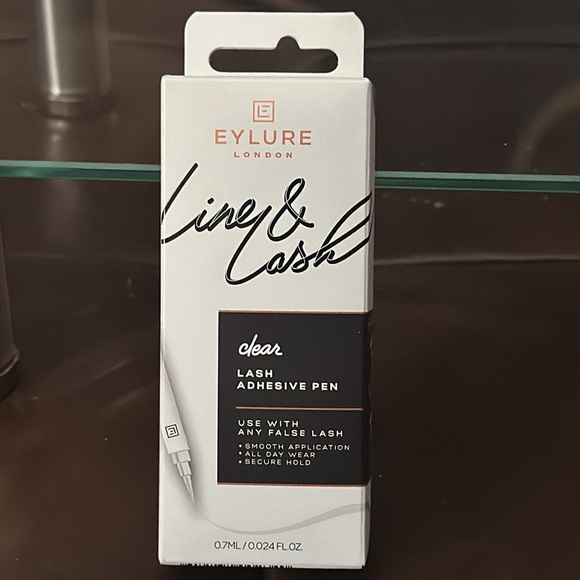 E
EYLURE
LONDON
Line &
Lash
clear
LASH
ADHESIVE PEN
USE WITH
ANY FALSE LASH
• SMOOTH APPLICATION
• ALL DAY WEAR
• SECURE HOLD
E
0.7ML / 0.024 FL.OZ.